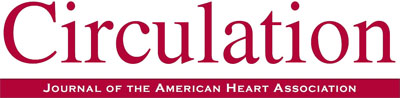 Circulation
JOURNAL OF THE AMERICAN HEART ASSOCIATION